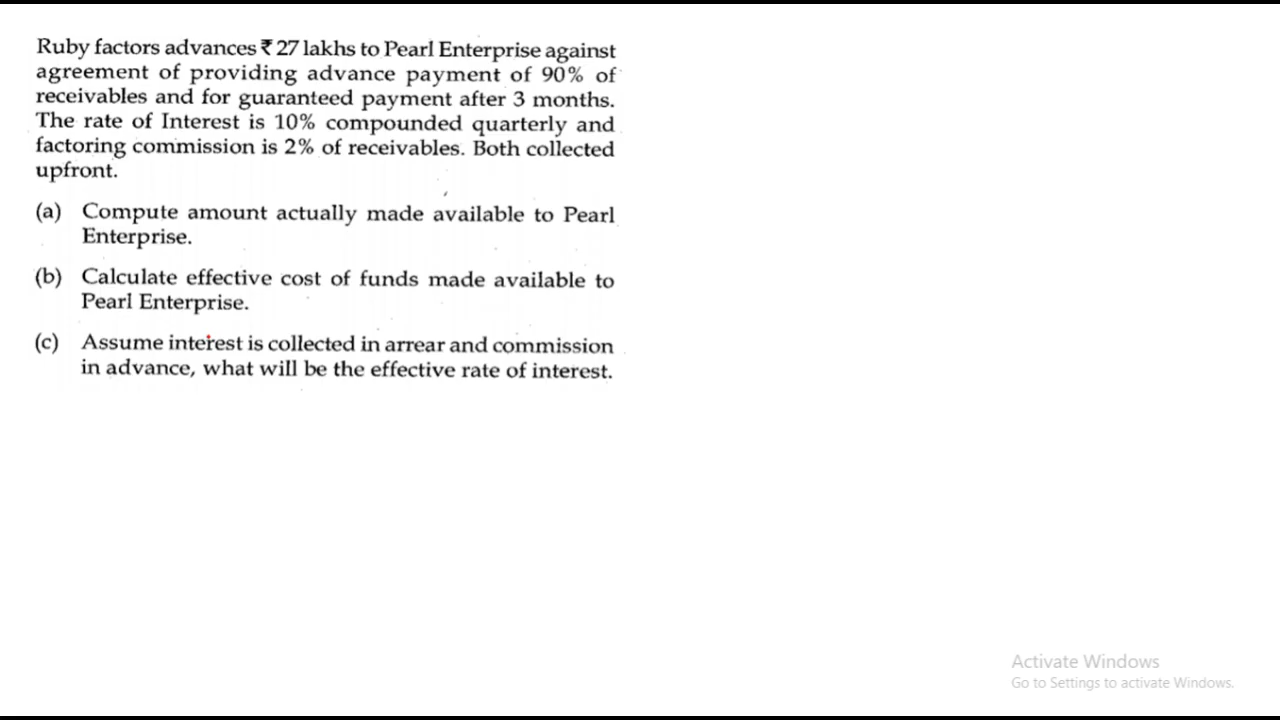 Ruby factors advances ₹ 27 lakhs to Pearl Enterprise against
agreement of providing advance payment of 90% of
receivables and for guaranteed payment after 3 months.
The rate of Interest is 10% compounded quarterly and
factoring commission is 2% of receivables. Both collected
upfront.
(a) Compute amount actually made available to Pearl
Enterprise.
(b) Calculate effective cost of funds made available to
Pearl Enterprise.
(c) Assume interest is collected in arrear and commission
in advance, what will be the effective rate of interest.
Activate Windows
Go to Settings to activate Windows.